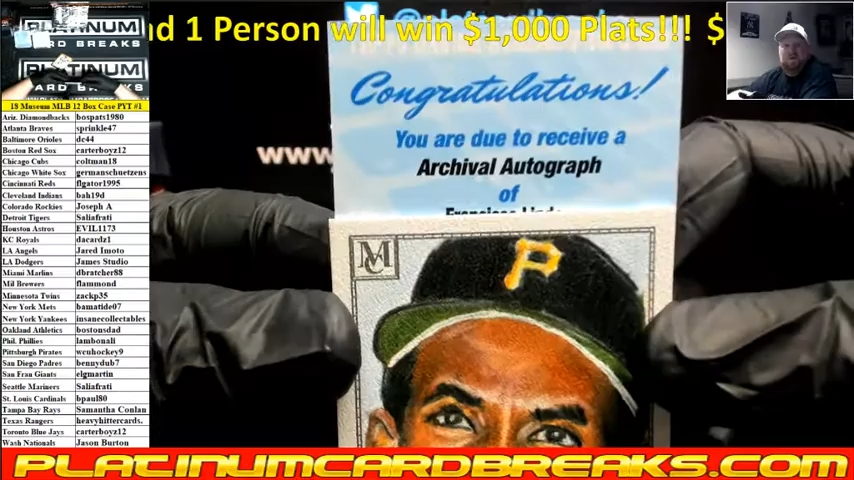 PLATINUM
CARD BREAKS
PLATINUM
nd 1 Person will win $1,000 Plats!!! $
Congratulations!
You are due to receive a
Archival Autograph
of
www
MC
P
18 Museum MLB 12 Box Case PYT #1
Ariz. Diamondbacks bospats1980
Atlanta Braves sprinkle47
Baltimore Orioles dc44
Boston Red Sox carterboyz12
Chicago Cubs coltman18
Chicago White Sox germanschuetzens
Cincinnati Reds flgator1995
Cleveland Indians bah19d
Colorado Rockies Joseph A
Detroit Tigers Saliafrati
Houston Astros EVIL1173
KC Royals dacardz1
LA Angels Jared Imoto
LA Dodgers James Studio
Miami Marlins dbratcher88
Mil Brewers flammond
Minnesota Twins zackp35
New York Mets bamatide07
New York Yankees insanecollectables
Oakland Athletics bostonsdad
Phil. Phillies lambonali
Pittsburgh Pirates wcuhockey9
San Diego Padres bennydub7
San Fran Giants elgmartin
Seattle Mariners Saliafrati
St. Louis Cardinals bpaul80
Tampa Bay Rays Samantha Conlan
Texas Rangers heavyhittercards.
Toronto Blue Jays carterboyz12
Wash Nationals Jason Burton
PLATINUMCARDBREAKS.COM